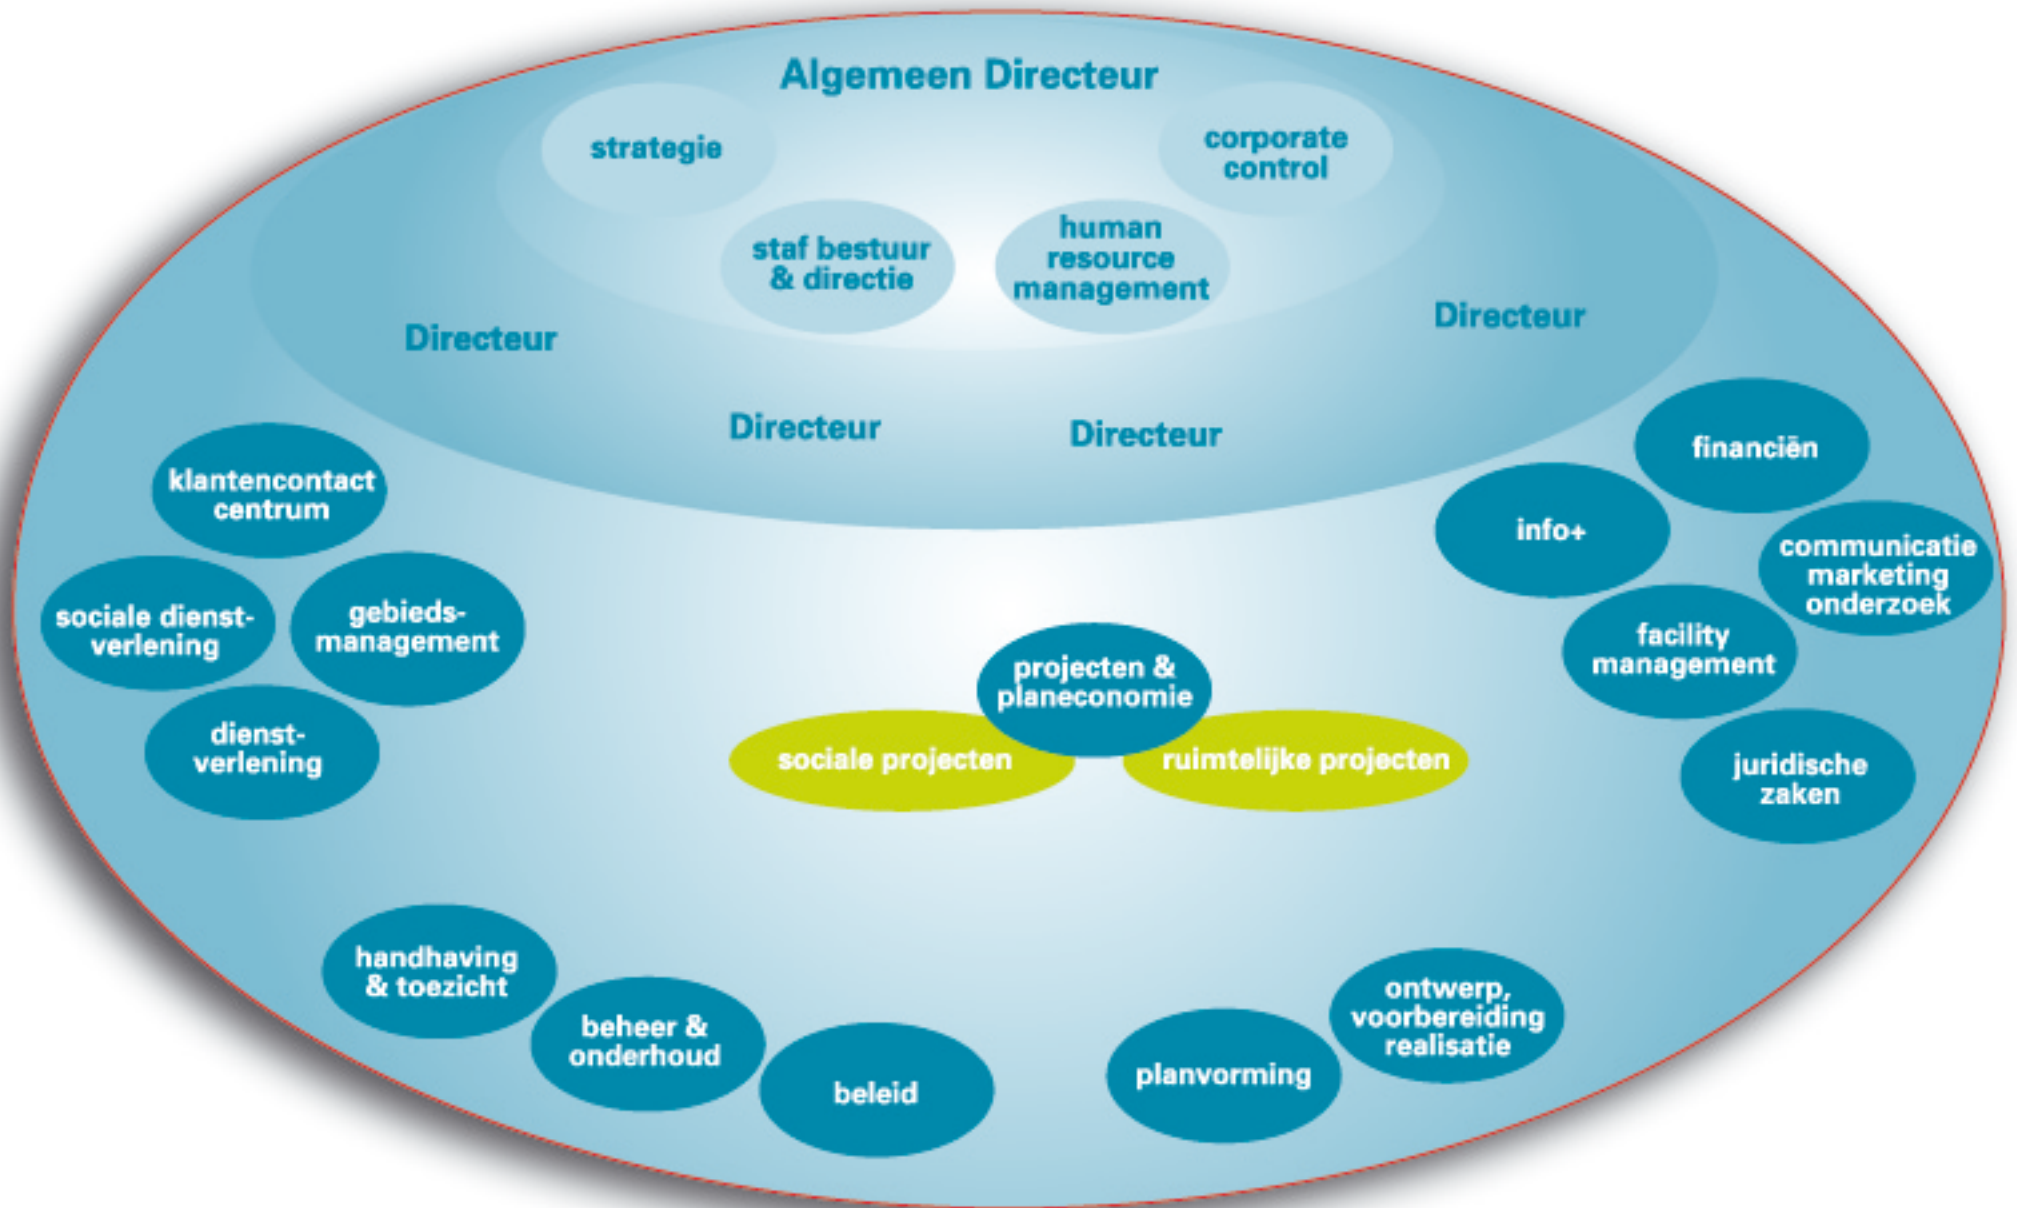 Algemeen Directeur
strategie
corporate
control
staf bestuur
& directie
human
resource
management
Directeur
Directeur
Directeur
Directeur
klantencontact
centrum
sociale dienst-
verlening
gebieds-
management
dienst-
verlening
financiën
info+
communicatie
marketing
onderzoek
facility
management
juridische
zaken
projecten &
planeconomie
sociale projecten
ruimtelijke projecten
handhaving
& toezicht
beheer &
onderhoud
beleid
planvorming
ontwerp,
voorbereiding
realisatie